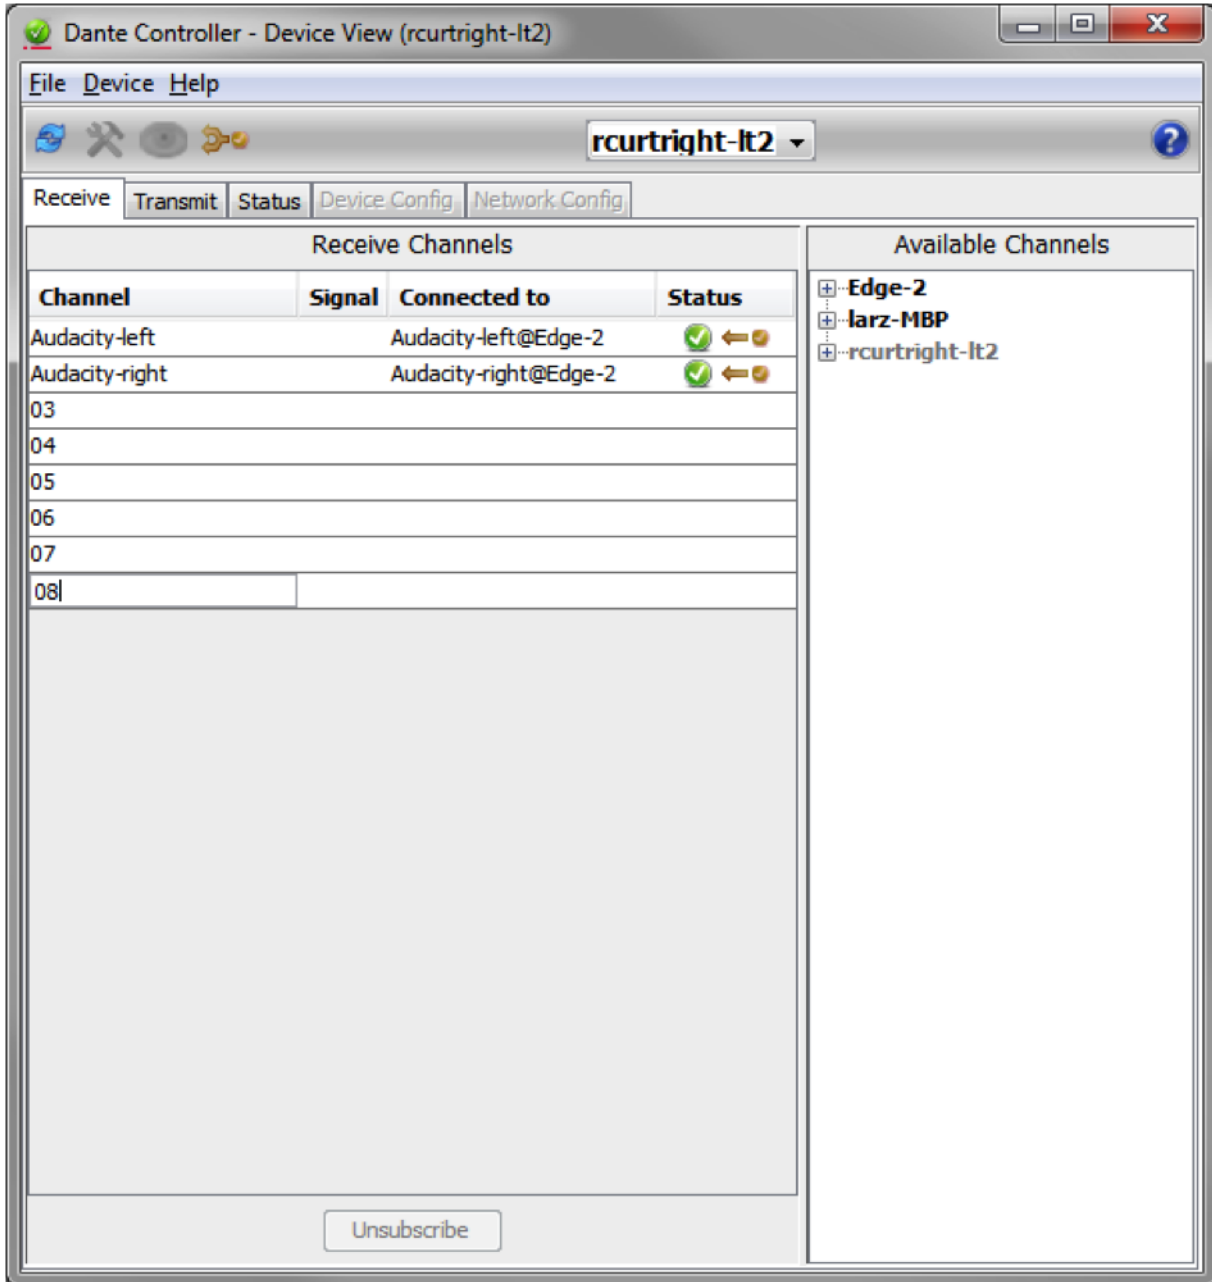 Dante Controller - Device View (rcurtright-lt2)
File Device Help
rcurtright-lt2
Receive Transmit Status Device Config Network Config
Receive Channels
Channel Signal Connected to Status
Audacity-left Audacity-left@Edge-2
Audacity-right Audacity-right@Edge-2
03
04
05
06
07
08
Unsubscribe
Available Channels
Edge-2
larz-MBP
rcurtright-lt2